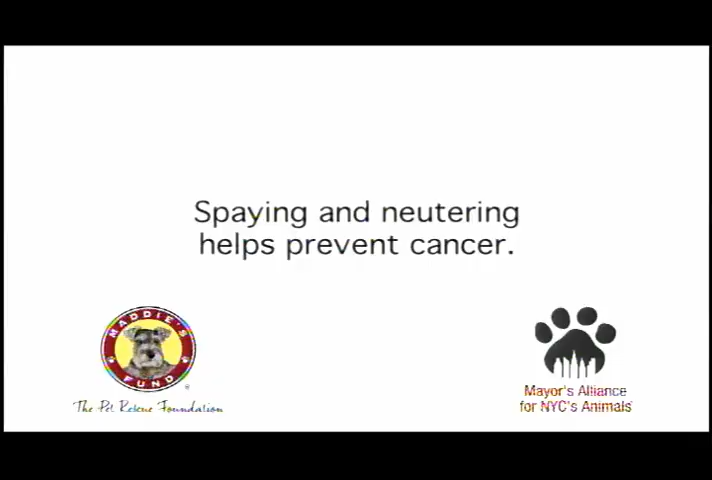 Spaying and neutering
helps prevent cancer.
MADDIE'S
FUND
®
The Pet Rescue Foundation
Mayor's Alliance
for NYC's Animals